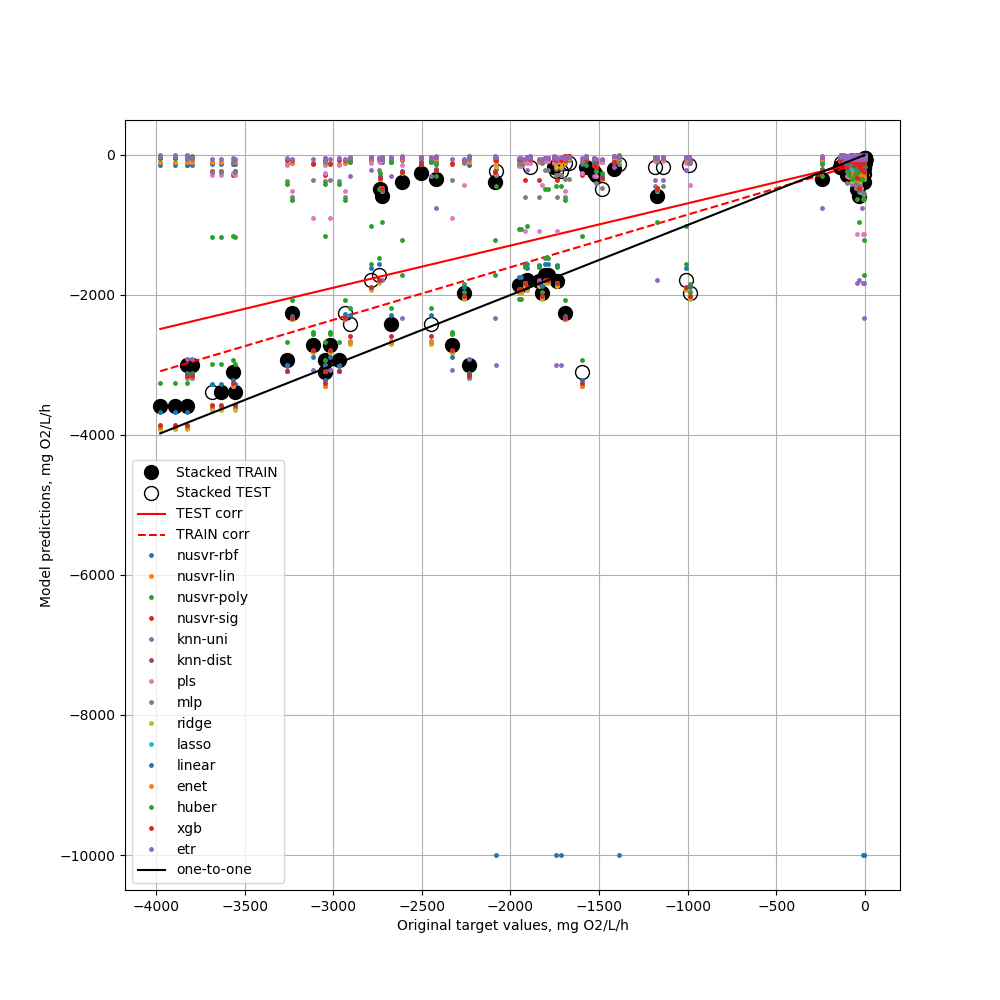 0
−2000
−4000
−6000
−8000
−10000
Model predictions, mg O2/L/h
Stacked TRAIN
Stacked TEST
TEST corr
TRAIN corr
nusvr-rbf
nusvr-lin
nusvr-poly
nusvr-sig
knn-uni
knn-dist
pls
mlp
ridge
lasso
linear
enet
huber
xgb
etr
one-to-one
−4000 −3500 −3000 −2500 −2000 −1500 −1000 −500 0
Original target values, mg O2/L/h